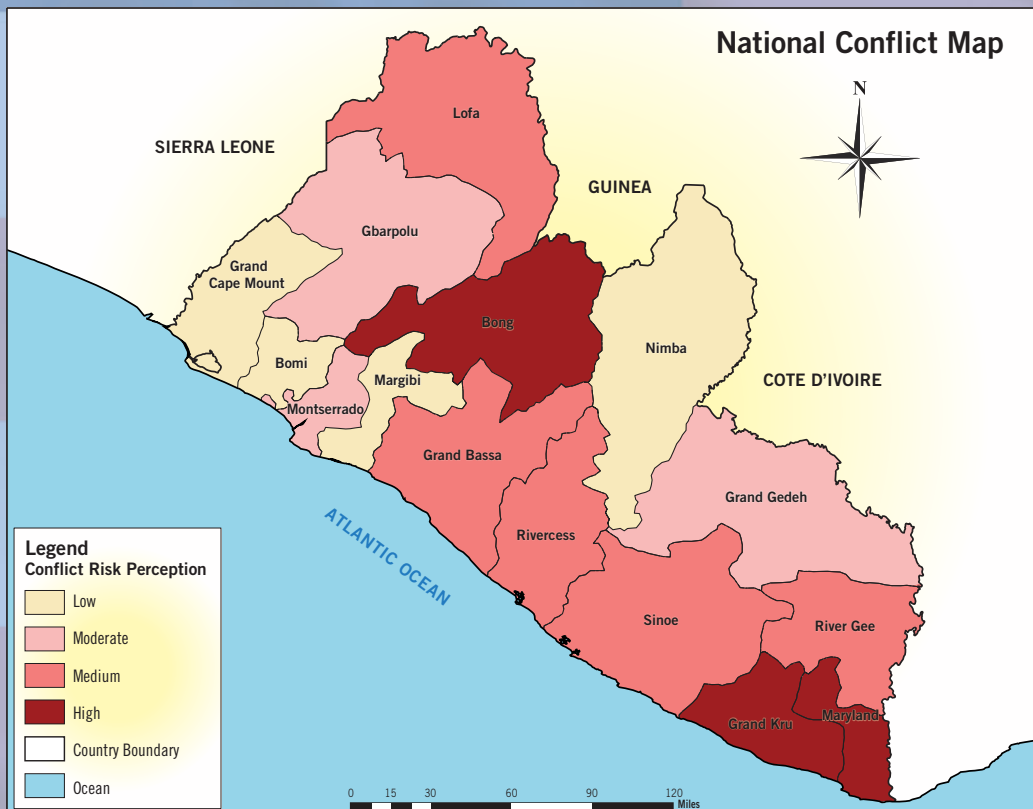 National Conflict Map
N
SIERRA LEONE
Lofa
GUINEA
Gbarpolu
Grand
Cape Mount
Bong
Nimba
Bomi
Margibi
COTE D'IVOIRE
Montserrado
Grand Bassa
Grand Gedeh
ATLANTIC OCEAN
Rivercess
Sinoe
River Gee
Maryland
Grand Kru
Legend
Conflict Risk Perception
Low
Moderate
Medium
High
Country Boundary
Ocean
0 15 30 60 90 120
Miles